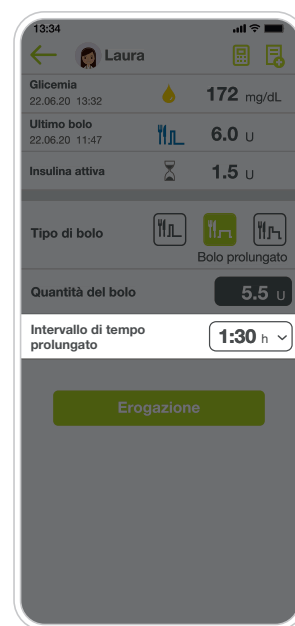 13:34
Laura
Glicemia
22.06.20 13:32
172 mg/dL
Ultimo bolo
22.06.20 11:47
6.0 U
Insulina attiva
1.5 U
Tipo di bolo
Bolo prolungato
Quantità del bolo
5.5 U
Intervallo di tempo
prolungato
1:30 h
Erogazione